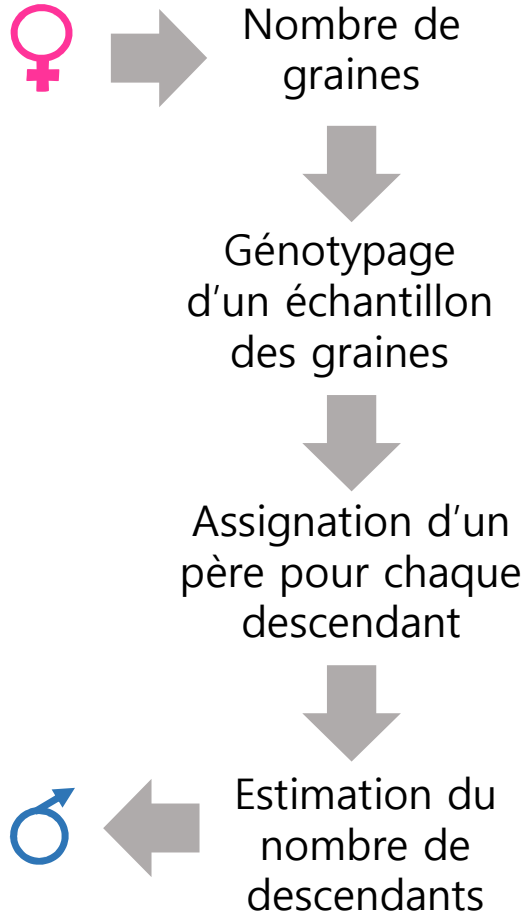 Nombre de
graines
Génotypage
d’un échantillon
des graines
Assignation d’un
père pour chaque
descendant
Estimation du
nombre de
descendants